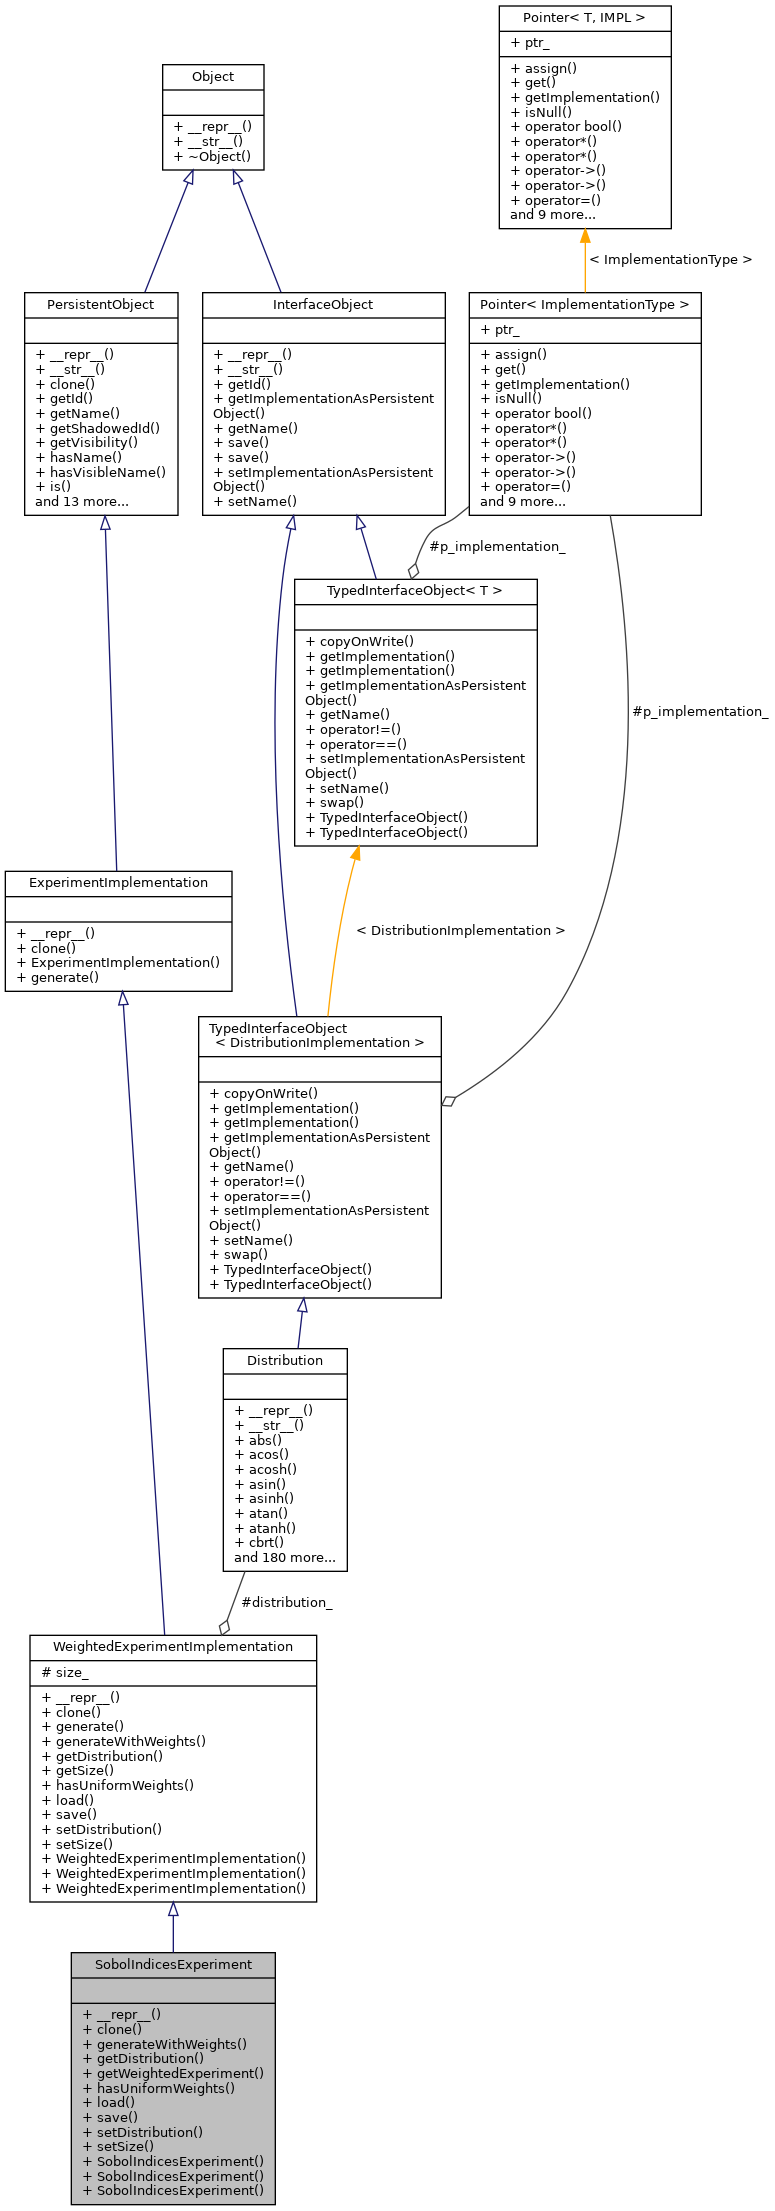 Pointer< T, IMPL >
+ ptr_
+ assign()
+ get()
+ getImplementation()
+ isNull()
+ operator bool()
+ operator*()
+ operator*()
+ operator->()
+ operator->()
+ operator=()
and 9 more...
Object
+ __repr__()
+ __str__()
+ ~Object()
< ImplementationType >
PersistentObject
+ __repr__()
+ __str__()
+ clone()
+ getId()
+ getName()
+ getShadowedId()
+ getVisibility()
+ hasName()
+ hasVisibleName()
+ is()
and 13 more...
InterfaceObject
+ __repr__()
+ __str__()
+ getId()
+ getImplementationAsPersistent
Object()
+ getName()
+ save()
+ save()
+ setImplementationAsPersistent
Object()
+ setName()
Pointer< ImplementationType >
+ ptr_
+ assign()
+ get()
+ getImplementation()
+ isNull()
+ operator bool()
+ operator*()
+ operator*()
+ operator->()
+ operator->()
+ operator=()
and 9 more...
#p_implementation_
TypedInterfaceObject< T >
+ copyOnWrite()
+ getImplementation()
+ getImplementation()
+ getImplementationAsPersistent
Object()
+ getName()
+ operator!=()
+ operator==()
+ setImplementationAsPersistent
Object()
+ setName()
+ swap()
+ TypedInterfaceObject()
+ TypedInterfaceObject()
#p_implementation_
ExperimentImplementation
+ __repr__()
+ clone()
+ ExperimentImplementation()
+ generate()
< DistributionImplementation >
TypedInterfaceObject
< DistributionImplementation >
+ copyOnWrite()
+ getImplementation()
+ getImplementation()
+ getImplementationAsPersistent
Object()
+ getName()
+ operator!=()
+ operator==()
+ setImplementationAsPersistent
Object()
+ setName()
+ swap()
+ TypedInterfaceObject()
+ TypedInterfaceObject()
Distribution
+ __repr__()
+ __str__()
+ abs()
+ acos()
+ acosh()
+ asin()
+ asinh()
+ atan()
+ atanh()
+ cbrt()
and 180 more...
#distribution_
WeightedExperimentImplementation
# size_
+ __repr__()
+ clone()
+ generate()
+ generateWithWeights()
+ getDistribution()
+ getSize()
+ hasUniformWeights()
+ load()
+ save()
+ setDistribution()
+ setSize()
+ WeightedExperimentImplementation()
+ WeightedExperimentImplementation()
+ WeightedExperimentImplementation()
SobolIndicesExperiment
+ __repr__()
+ clone()
+ generateWithWeights()
+ getDistribution()
+ getWeightedExperiment()
+ hasUniformWeights()
+ load()
+ save()
+ setDistribution()
+ setSize()
+ SobolIndicesExperiment()
+ SobolIndicesExperiment()
+ SobolIndicesExperiment()